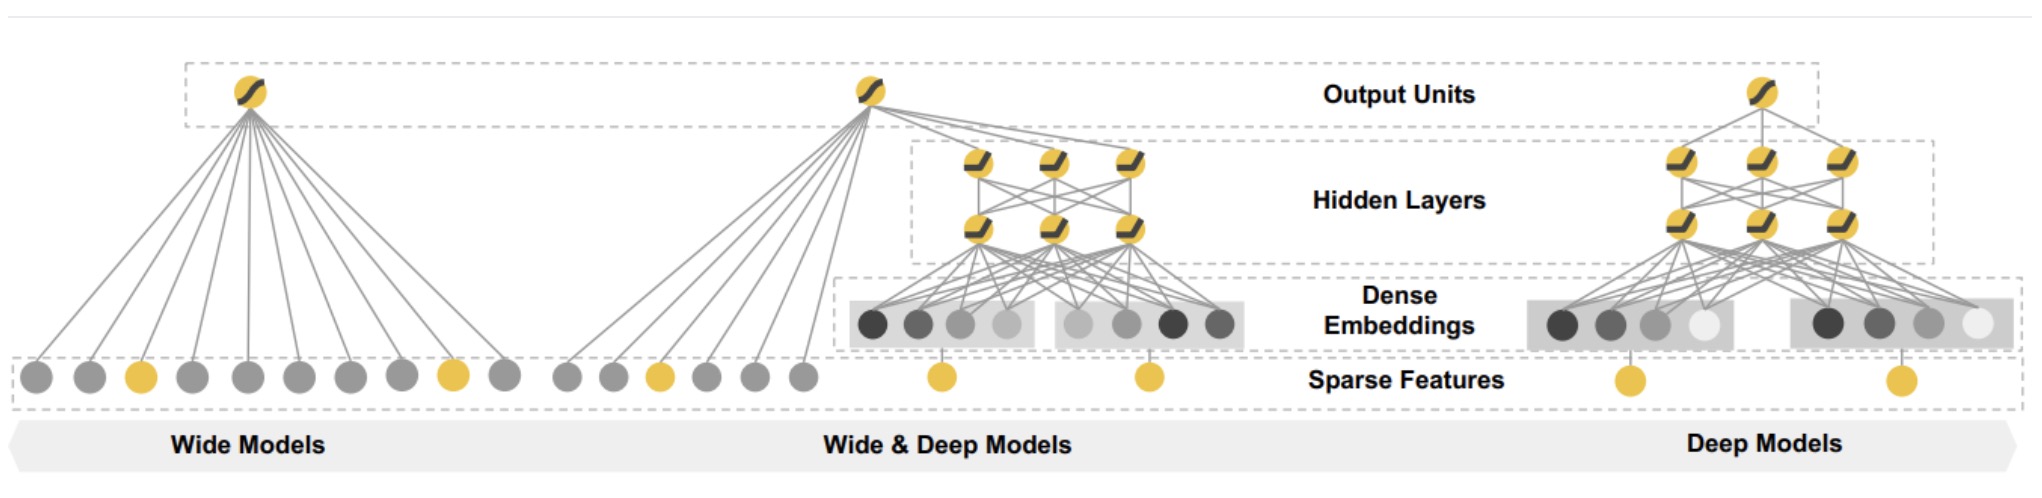 Output Units
Hidden Layers
Dense
Embeddings
Sparse Features
Wide Models
Wide & Deep Models
Deep Models